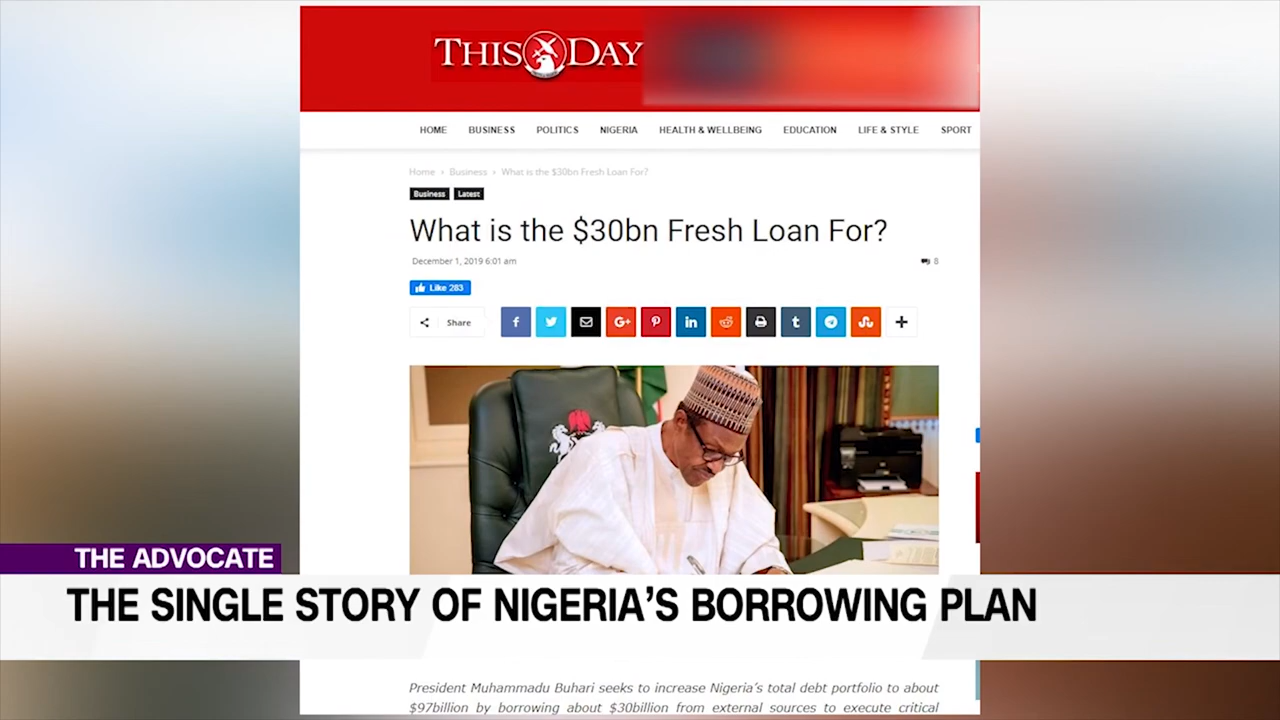 THISDAY
HOME BUSINESS POLITICS NIGERIA HEALTH & WELLBEING EDUCATION LIFE & STYLE SPORT
Home › Business › What is the $30bn Fresh Loan For?
Business Latest
What is the $30bn Fresh Loan For?
December 1, 2019 6:01 am 8
Like 283
Share
THE ADVOCATE
THE SINGLE STORY OF NIGERIA'S BORROWING PLAN
President Muhammadu Buhari seeks to increase Nigeria's total debt portfolio to about
$97billion by borrowing about $30billion from external sources to execute critical